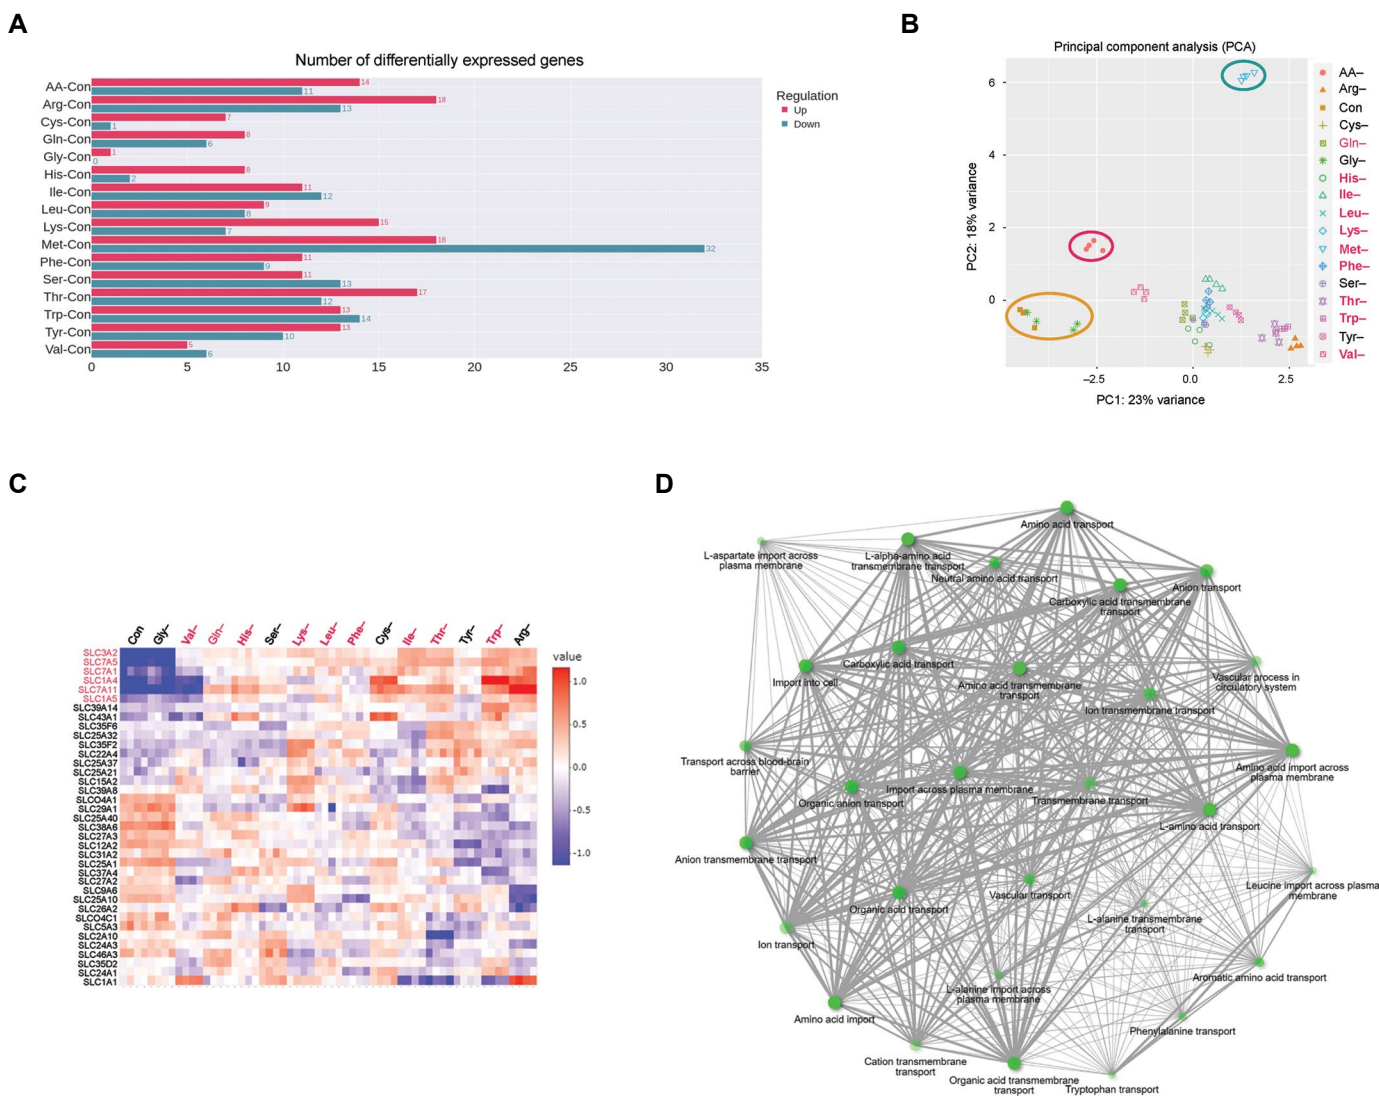 A
Number of differentially expressed genes
AA-Con
Arg-Con
Cys-Con
Gln-Con
Gly-Con
His-Con
Ile-Con
Leu-Con
Lys-Con
Met-Con
Phe-Con
Ser-Con
Thr-Con
Trp-Con
Tyr-Con
Val-Con
14
11
18
13
7
1
8
6
1
0
8
2
11
12
9
8
15
7
18
32
11
9
11
13
17
12
13
14
13
10
5
6
0 5 10 15 20 25 30 35
Regulation
Up
Down
B
Principal component analysis (PCA)
PC2: 18% variance
6
4
2
0
–2.5 0.0 2.5
PC1: 23% variance
AA–
Arg–
Con
Cys–
Gln–
Gly–
His–
Ile–
Leu–
Lys–
Met–
Phe–
Ser–
Thr–
Trp–
Tyr–
Val–
C
Con Gly– Val– Gln– His– Ser– Lys– Leu– Phe– Cys– Ile– Thr– Tyr– Trp– Arg–
SLC3A2
SLC7A5
SLC7A1
SLC1A4
SLC7A11
SLC1A5
SLC39A14
SLC43A1
SLC35F6
SLC25A32
SLC35F2
SLC22A4
SLC25A37
SLC25A21
SLC15A2
SLC39A8
SLCO4A1
SLC29A1
SLC25A40
SLC38A6
SLC27A3
SLC12A2
SLC31A2
SLC25A1
SLC37A4
SLC27A2
SLC9A6
SLC25A10
SLC26A2
SLCO4C1
SLC5A3
SLC2A10
SLC24A3
SLC46A3
SLC35D2
SLC24A1
SLC1A1
value
1.0
0.5
0.0
–0.5
–1.0
D
Amino acid transport
L-aspartate import across
plasma membrane
L-alpha-amino acid
transmembrane transport
Neutral amino acid transport
Anion transport
Carboxylic acid transmembrane
transport
Carboxylic acid transport
Import into cell
Amino acid transmembrane
transport
Vascular process in
circulatory system
Ion transmembrane transport
Transport across blood-brain
barrier
Amino acid import across
plasma membrane
Import across plasma membrane
Organic anion transport
Transmembrane transport
L-amino acid transport
Anion transmembrane transport
Leucine import across plasma
membrane
Vascular transport
Organic acid transport
L-alanine transmembrane
transport
Ion transport
Aromatic amino acid transport
L-alanine import across
plasma membrane
Amino acid import
Phenylalanine transport
Cation transmembrane
transport
Organic acid transmembrane
transport
Tryptophan transport